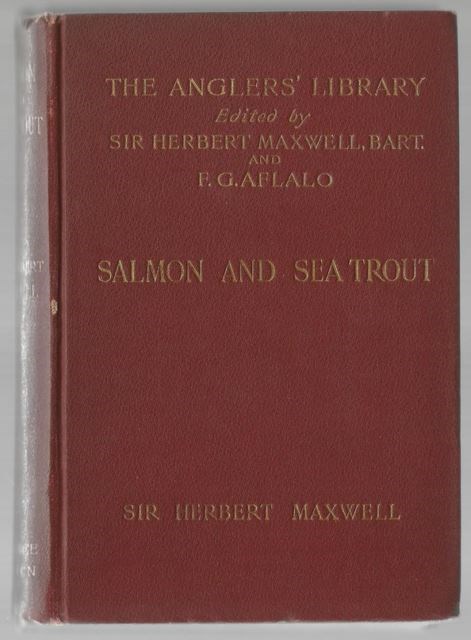 THE ANGLERS' LIBRARY
Edited by
SIR HERBERT MAXWELL, BART.
AND
F. G. AFLALO
SALMON AND SEA TROUT
SIR HERBERT MAXWELL